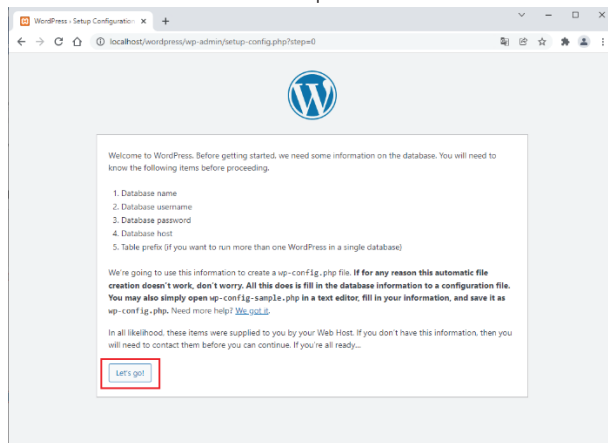 WordPress › Setup Configuration
localhost/wordpress/wp-admin/setup-config.php?step=0
Welcome to WordPress. Before getting started, we need some information on the database. You will need to
know the following items before proceeding.
1. Database name
2. Database username
3. Database password
4. Database host
5. Table prefix (if you want to run more than one WordPress in a single database)
We're going to use this information to create a wp-config.php file. If for any reason this automatic file
creation doesn't work, don't worry. All this does is fill in the database information to a configuration file.
You may also simply open wp-config-sample.php in a text editor, fill in your information, and save it as
wp-config.php. Need more help? We got it.
In all likelihood, these items were supplied to you by your Web Host. If you don't have this information, then you
will need to contact them before you can continue. If you're all ready...
Let's go!